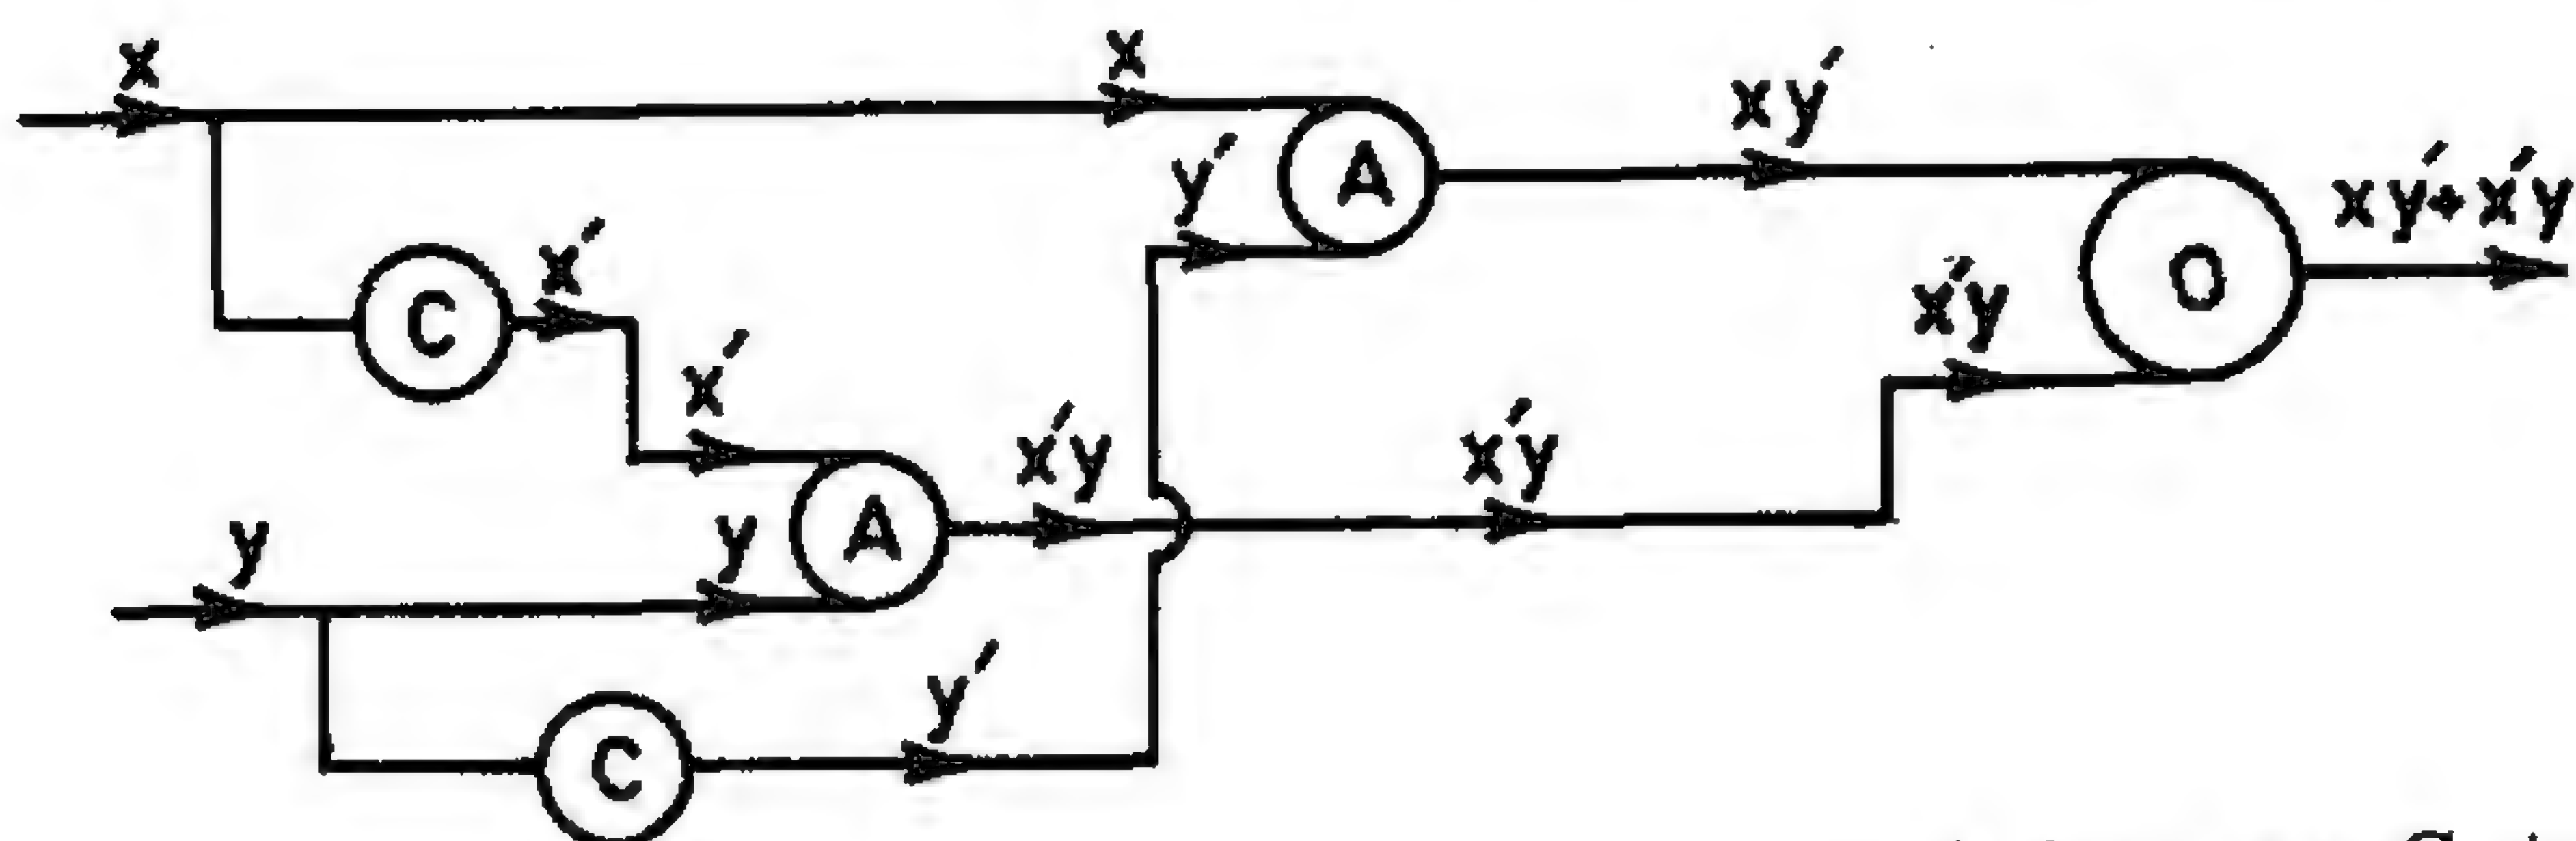 x x xy′
y′ A xy′+x′y
x′ O
C x′y
x′
x′y x′y
y y A
y′
C